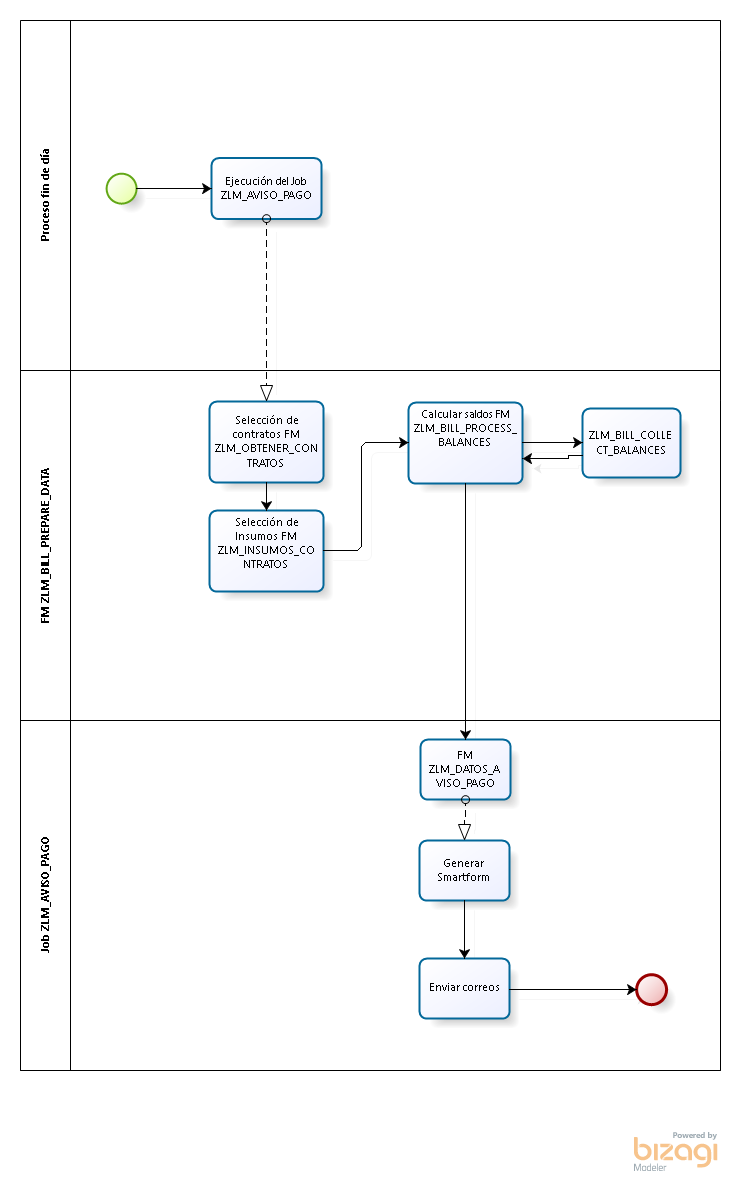 Proceso fin de día
Ejecución del Job
ZLM_AVISO_PAGO
FM ZLM_BILL_PREPARE_DATA
Selección de
contratos FM
ZLM_OBTENER_CON
TRATOS
Selección de
Insumos FM
ZLM_INSUMOS_CO
NTRATOS
Calcular saldos FM
ZLM_BILL_PROCESS_
BALANCES
ZLM_BILL_COLLE
CT_BALANCES
Job ZLM_AVISO_PAGO
FM
ZLM_DATOS_A
VISO_PAGO
Generar
Smartform
Enviar correos
Powered by
bizagi
Modeler